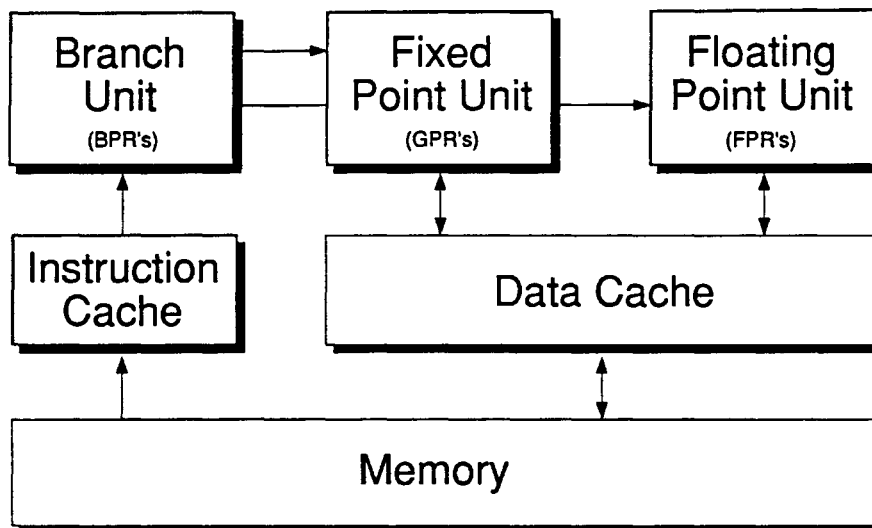 Branch
Unit
(BPR's)
Fixed
Point Unit
(GPR's)
Floating
Point Unit
(FPR's)
Instruction
Cache
Data Cache
Memory